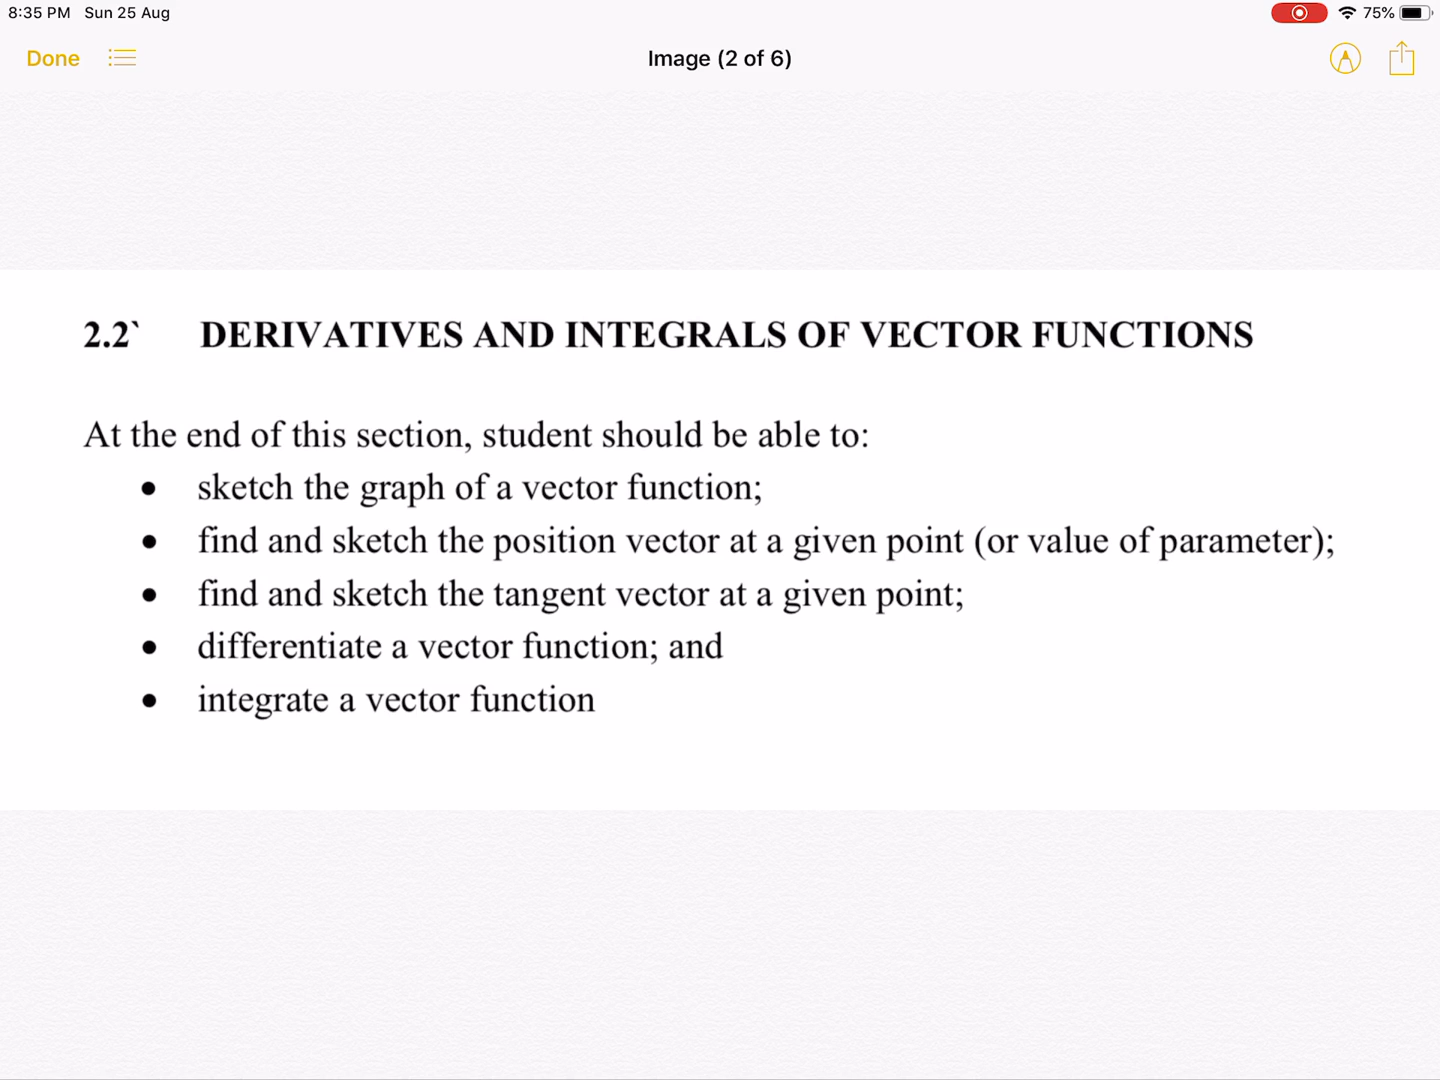 8:35 PM Sun 25 Aug
75%
Done
Image (2 of 6)
2.2` DERIVATIVES AND INTEGRALS OF VECTOR FUNCTIONS
At the end of this section, student should be able to:
• sketch the graph of a vector function;
• find and sketch the position vector at a given point (or value of parameter);
• find and sketch the tangent vector at a given point;
• differentiate a vector function; and
• integrate a vector function